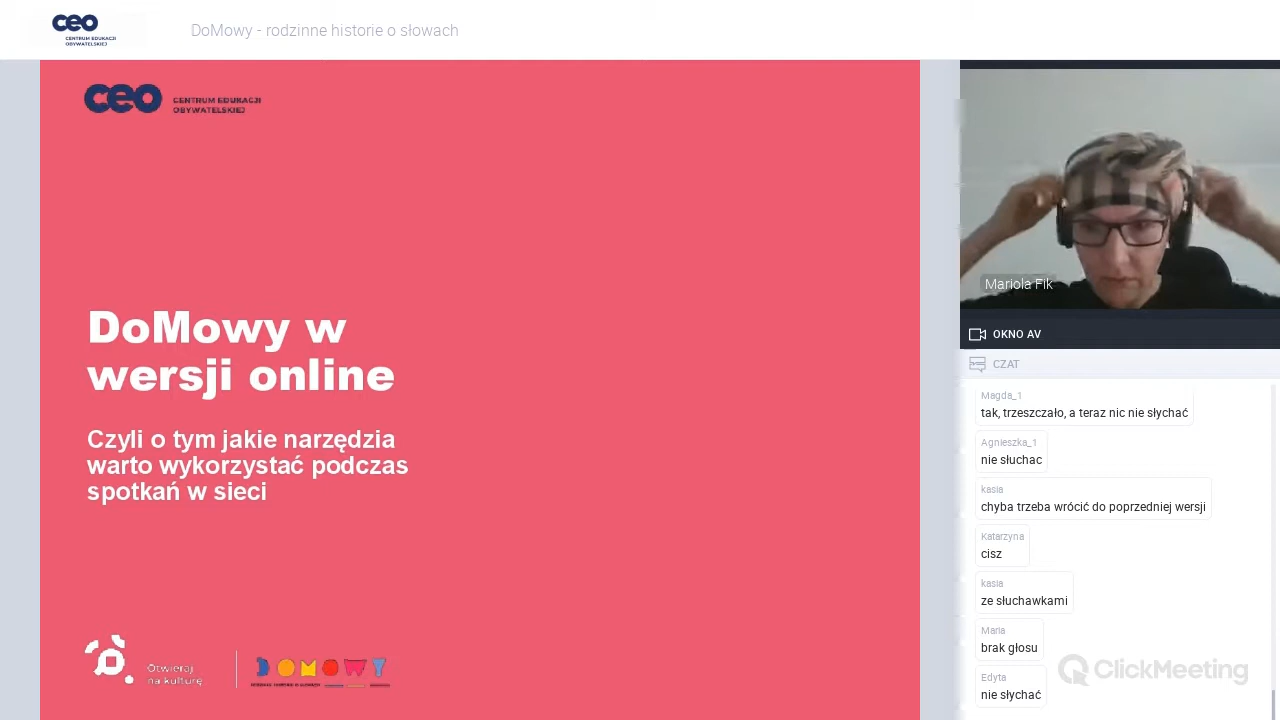 ceo
CENTRUM EDUKACJI
OBYWATELSKIEJ
DoMowy - rodzinne historie o słowach
ceo
CENTRUM EDUKACJI
OBYWATELSKIEJ
DoMowy w
wersji online
Czyli o tym jakie narzędzia
warto wykorzystać podczas
spotkań w sieci
Otwieraj
na kulturę
DOMOWY
Mariola Fik
OKNO AV
CZAT
Magda_1
tak, trzeszczało, a teraz nic nie słychać
Agnieszka_1
nie słuchac
kasia
chyba trzeba wrócić do poprzedniej wersji
Katarzyna
cisz
kasia
ze słuchawkami
Maria
brak głosu
Edyta
nie słychać
ClickMeeting